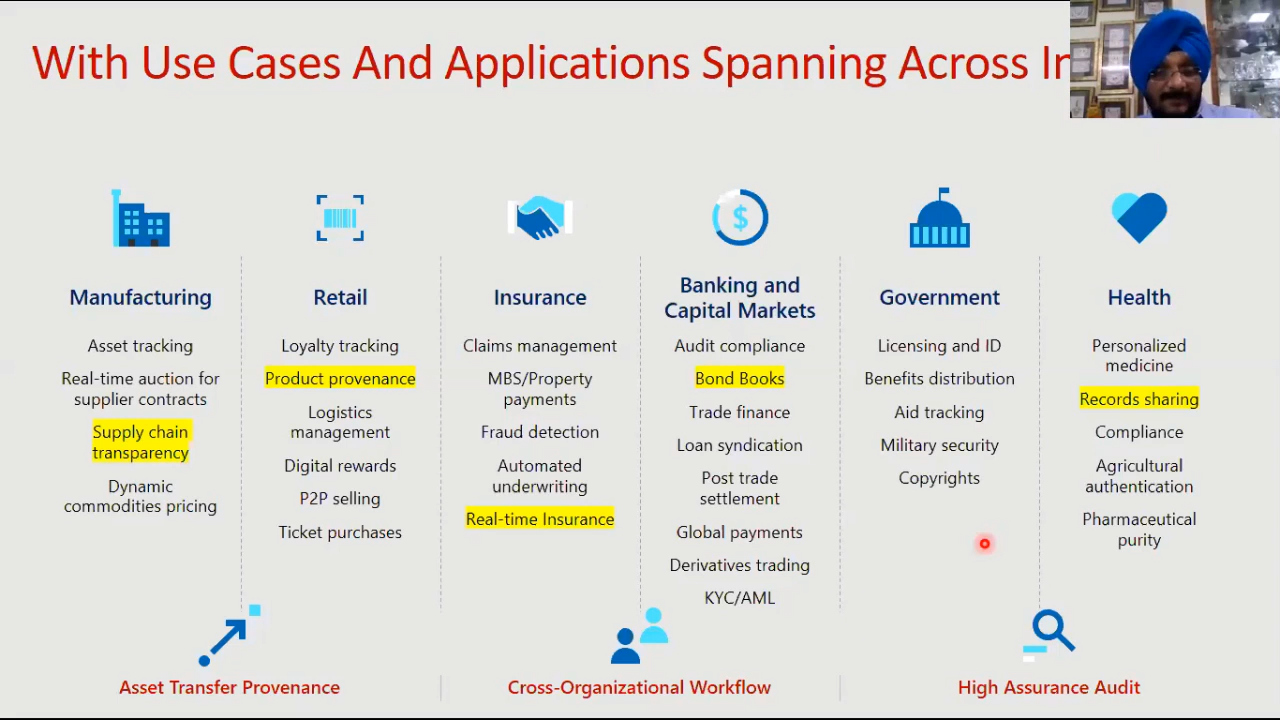 With Use Cases And Applications Spanning Across
Manufacturing
Asset tracking
Real-time auction for
supplier contracts
Supply chain
transparency
Dynamic
commodities pricing
Retail
Loyalty tracking
Product provenance
Logistics
management
Digital rewards
P2P selling
Ticket purchases
Insurance
Claims management
MBS/Property
payments
Fraud detection
Automated
underwriting
Real-time Insurance
Banking and
Capital Markets
Audit compliance
Bond Books
Trade finance
Loan syndication
Post trade
settlement
Global payments
Derivatives trading
KYC/AML
Government
Licensing and ID
Benefits distribution
Aid tracking
Military security
Copyrights
Health
Personalized
medicine
Records sharing
Compliance
Agricultural
authentication
Pharmaceutical
purity
Asset Transfer Provenance
Cross-Organizational Workflow
High Assurance Audit